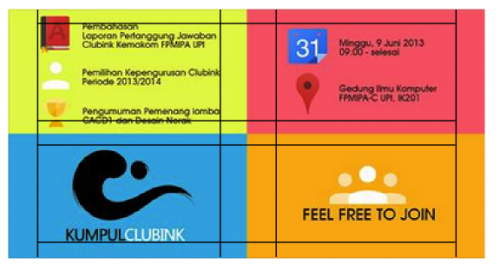 Pembahasan
Laporan Pertanggung Jawaban
Clubink Kemakom FPMIPA UPI
Pemilihan Kepengurusan Clubink
Periode 2013/2014
Pengumuman Pemenang lomba
CAGD1 dan Desain Norak
31
Minggu, 9 Juni 2013
09.00 - selesai
Gedung Ilmu Komputer
FPMIPA-C UPI, IK201
KUMPULCLUBINK
FEEL FREE TO JOIN